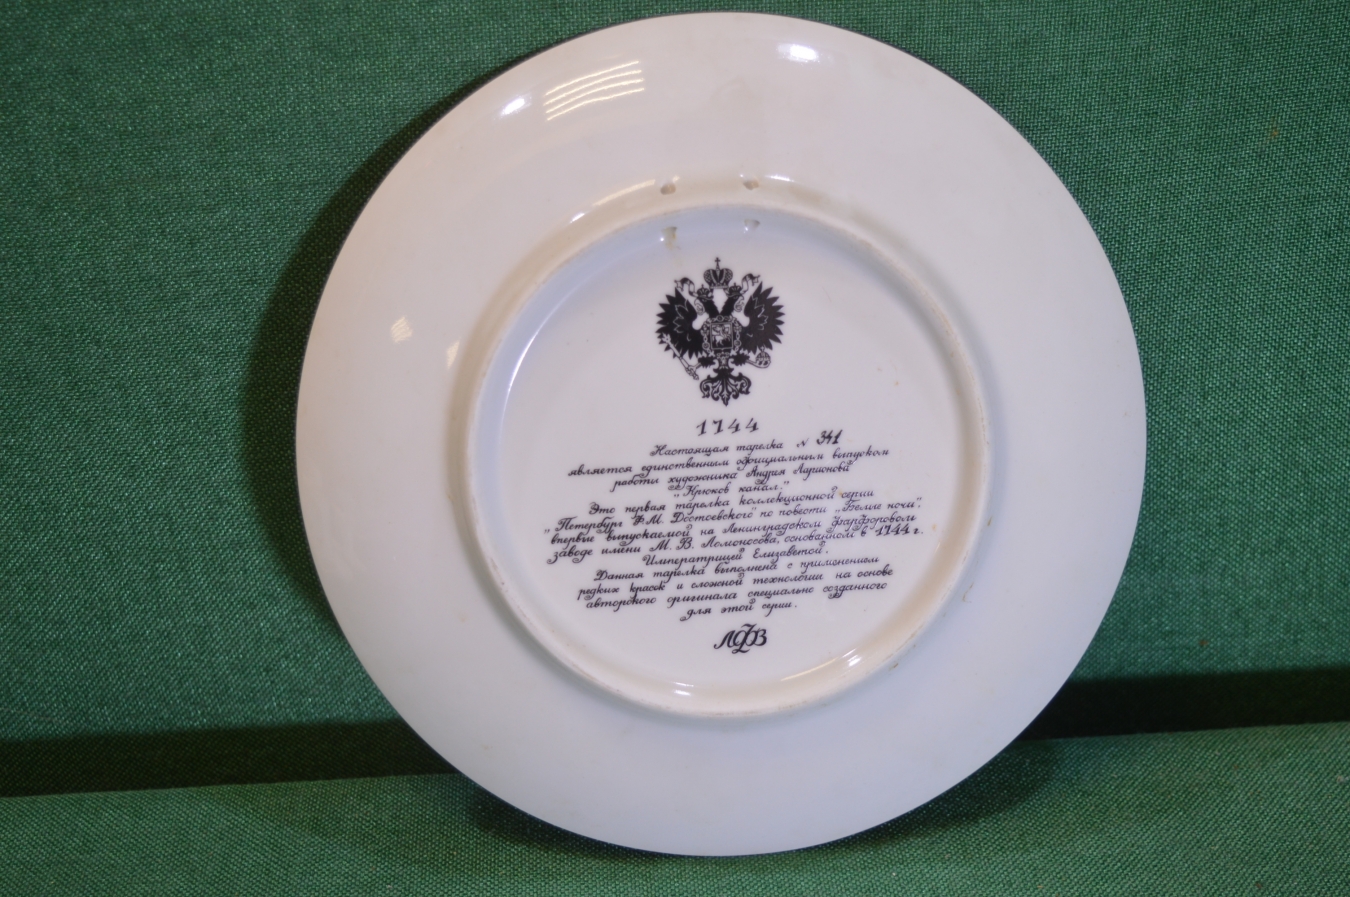 1744
Настоящая тарелка N 341
является единственным официальным выпуском
работы художника Андрея Ларионова
„Крюков канал."
Это первая тарелка коллекционной серии
„Петербург Ф.М. Достоевского" по повести „Белые ночи",
впервые выпускаемой на Ленинградском Фарфоровом
заводе имени М. В. Ломоносова, основанном в 1744 г.
Императрицей Елизаветой.
Данная тарелка выполнена с применением
редких красок и сложной технологии на основе
авторского оригинала специально созданного
для этой серии.
ЛФЗ